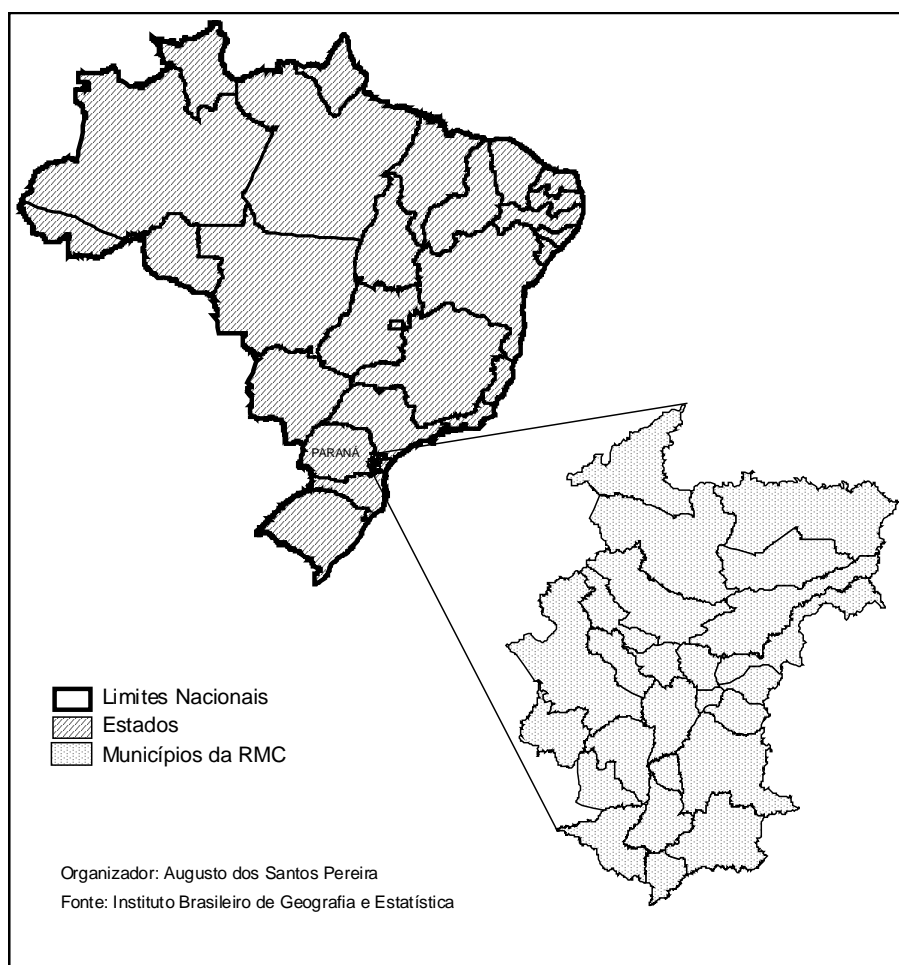 PARANÁ
Limites Nacionais
Estados
Municípios da RMC
Organizador: Augusto dos Santos Pereira
Fonte: Instituto Brasileiro de Geografia e Estatística